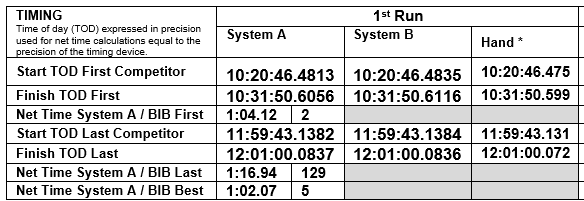 TIMING 1st Run
Time of day (TOD) expressed in precision
used for net time calculations equal to the
precision of the timing device.
System A System B Hand *
Start TOD First Competitor 10:20:46.4813 10:20:46.4835 10:20:46.475
Finish TOD First 10:31:50.6056 10:31:50.6116 10:31:50.599
Net Time System A / BIB First 1:04.12 2
Start TOD Last Competitor 11:59:43.1382 11:59:43.1384 11:59:43.131
Finish TOD Last 12:01:00.0837 12:01:00.0836 12:01:00.072
Net Time System A / BIB Last 1:16.94 129
Net Time System A / BIB Best 1:02.07 5